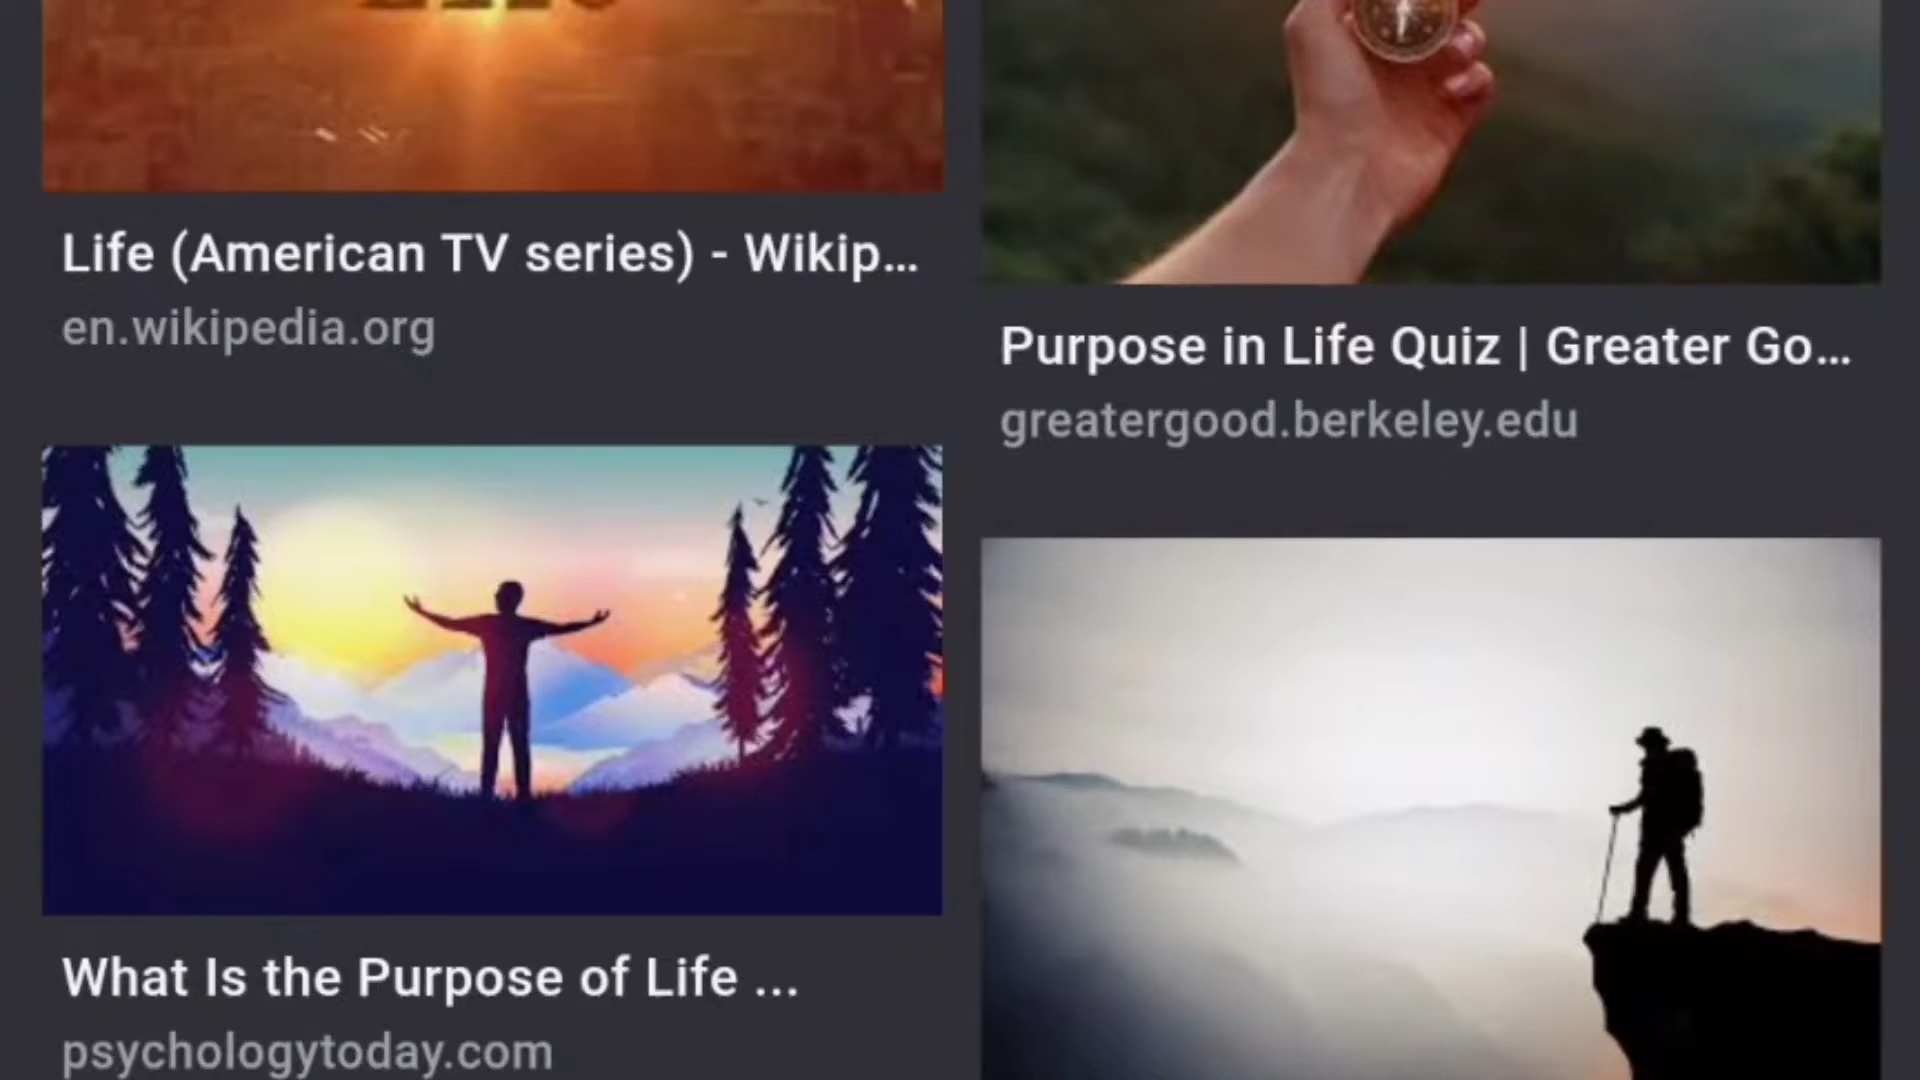 Life (American TV series) - Wikip...
en.wikipedia.org
Purpose in Life Quiz | Greater Go...
greatergood.berkeley.edu
What Is the Purpose of Life ...
psychologytoday.com